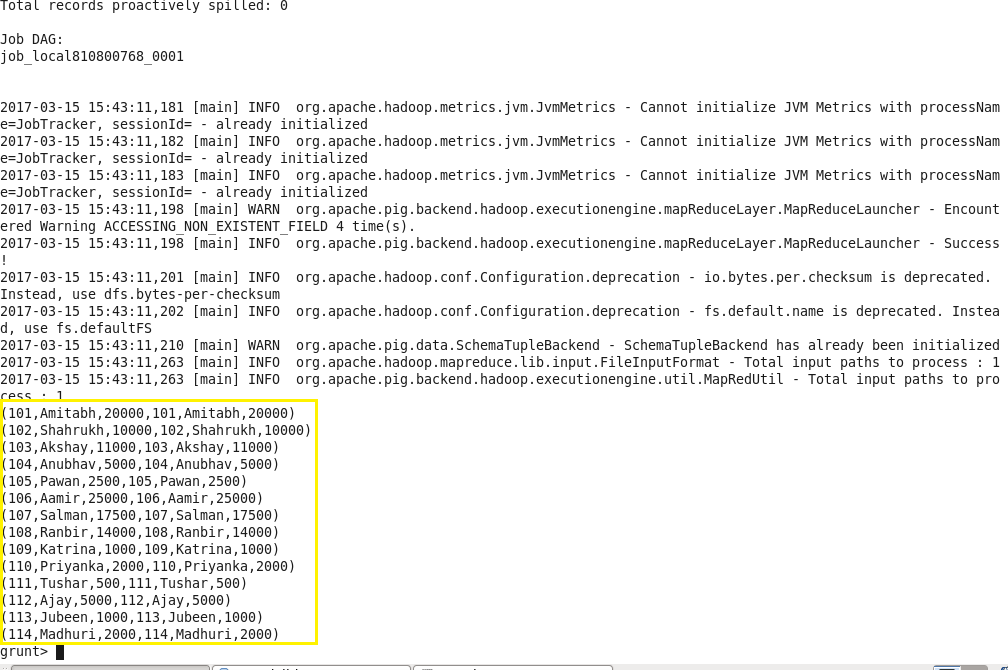 Total records proactively spilled: 0
Job DAG:
job_local810800768_0001
2017-03-15 15:43:11,181 [main] INFO  org.apache.hadoop.metrics.jvm.JvmMetrics - Cannot initialize JVM Metrics with processNam
e=JobTracker, sessionId= - already initialized
2017-03-15 15:43:11,182 [main] INFO  org.apache.hadoop.metrics.jvm.JvmMetrics - Cannot initialize JVM Metrics with processNam
e=JobTracker, sessionId= - already initialized
2017-03-15 15:43:11,183 [main] INFO  org.apache.hadoop.metrics.jvm.JvmMetrics - Cannot initialize JVM Metrics with processNam
e=JobTracker, sessionId= - already initialized
2017-03-15 15:43:11,198 [main] WARN  org.apache.pig.backend.hadoop.executionengine.mapReduceLayer.MapReduceLauncher - Encount
ered Warning ACCESSING_NON_EXISTENT_FIELD 4 time(s).
2017-03-15 15:43:11,198 [main] INFO  org.apache.pig.backend.hadoop.executionengine.mapReduceLayer.MapReduceLauncher - Success
!
2017-03-15 15:43:11,201 [main] INFO  org.apache.hadoop.conf.Configuration.deprecation - io.bytes.per.checksum is deprecated.
Instead, use dfs.bytes-per-checksum
2017-03-15 15:43:11,202 [main] INFO  org.apache.hadoop.conf.Configuration.deprecation - fs.default.name is deprecated. Instea
d, use fs.defaultFS
2017-03-15 15:43:11,210 [main] WARN  org.apache.pig.data.SchemaTupleBackend - SchemaTupleBackend has already been initialized
2017-03-15 15:43:11,263 [main] INFO  org.apache.hadoop.mapreduce.lib.input.FileInputFormat - Total input paths to process : 1
2017-03-15 15:43:11,263 [main] INFO  org.apache.pig.backend.hadoop.executionengine.util.MapRedUtil - Total input paths to pro
cess : 1
(101,Amitabh,20000,101,Amitabh,20000)
(102,Shahrukh,10000,102,Shahrukh,10000)
(103,Akshay,11000,103,Akshay,11000)
(104,Anubhav,5000,104,Anubhav,5000)
(105,Pawan,2500,105,Pawan,2500)
(106,Aamir,25000,106,Aamir,25000)
(107,Salman,17500,107,Salman,17500)
(108,Ranbir,14000,108,Ranbir,14000)
(109,Katrina,1000,109,Katrina,1000)
(110,Priyanka,2000,110,Priyanka,2000)
(111,Tushar,500,111,Tushar,500)
(112,Ajay,5000,112,Ajay,5000)
(113,Jubeen,1000,113,Jubeen,1000)
(114,Madhuri,2000,114,Madhuri,2000)
grunt>